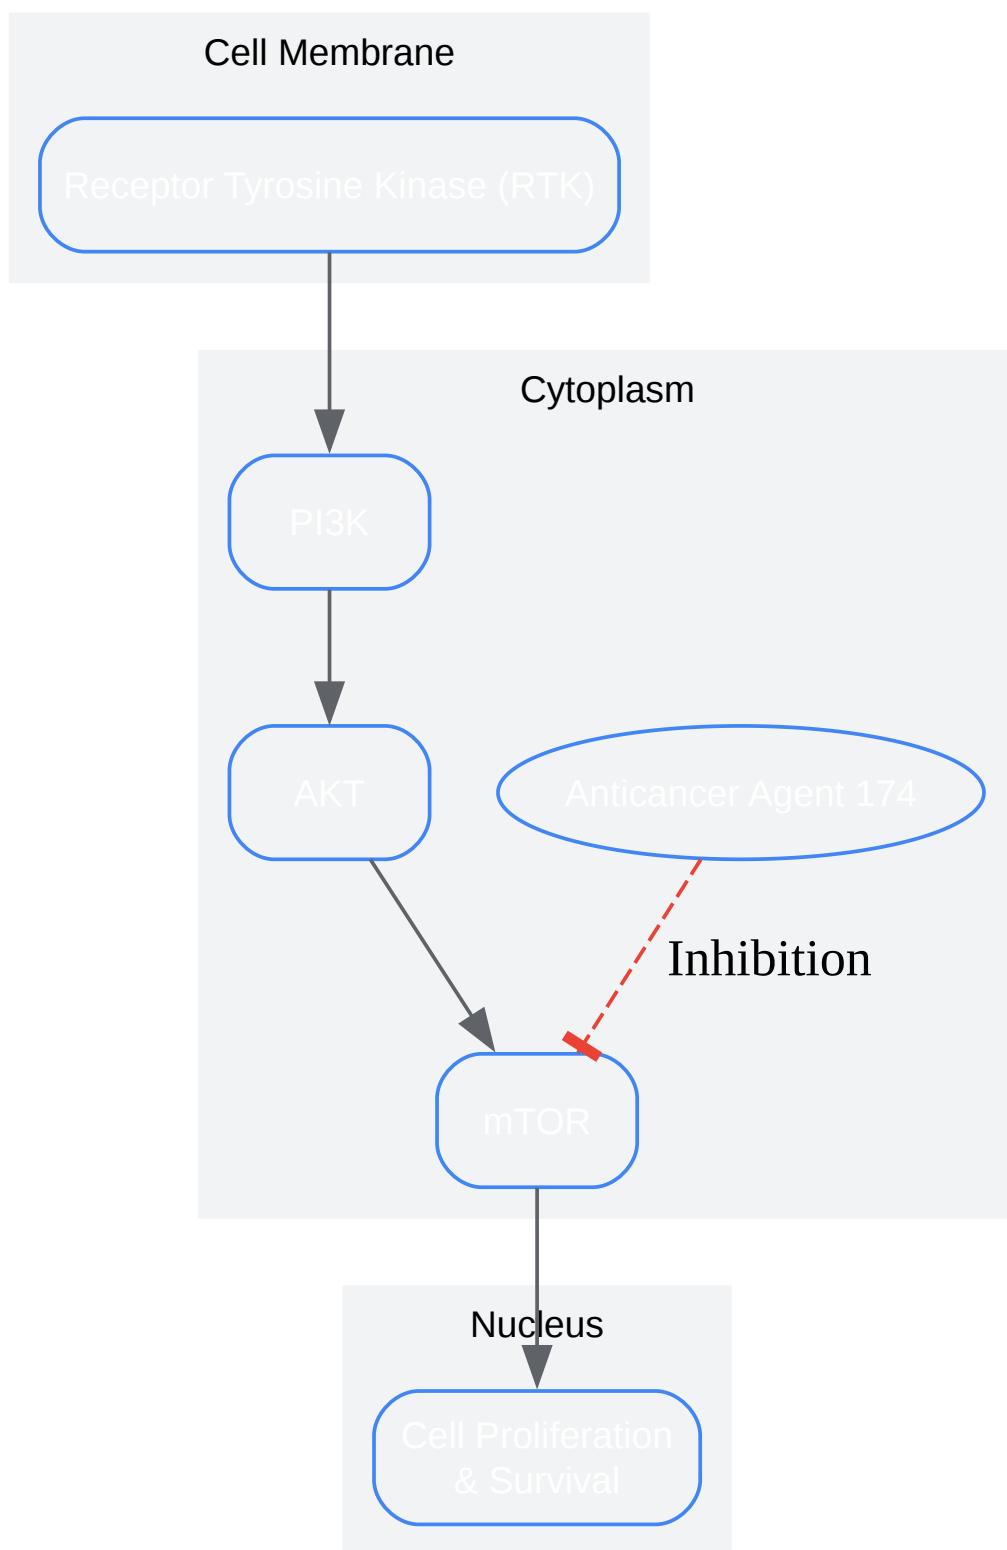 Cell Membrane
Receptor Tyrosine Kinase (RTK)
Cytoplasm
PI3K
AKT
Anticancer Agent 174
Inhibition
mTOR
Nucleus
Cell Proliferation
& Survival